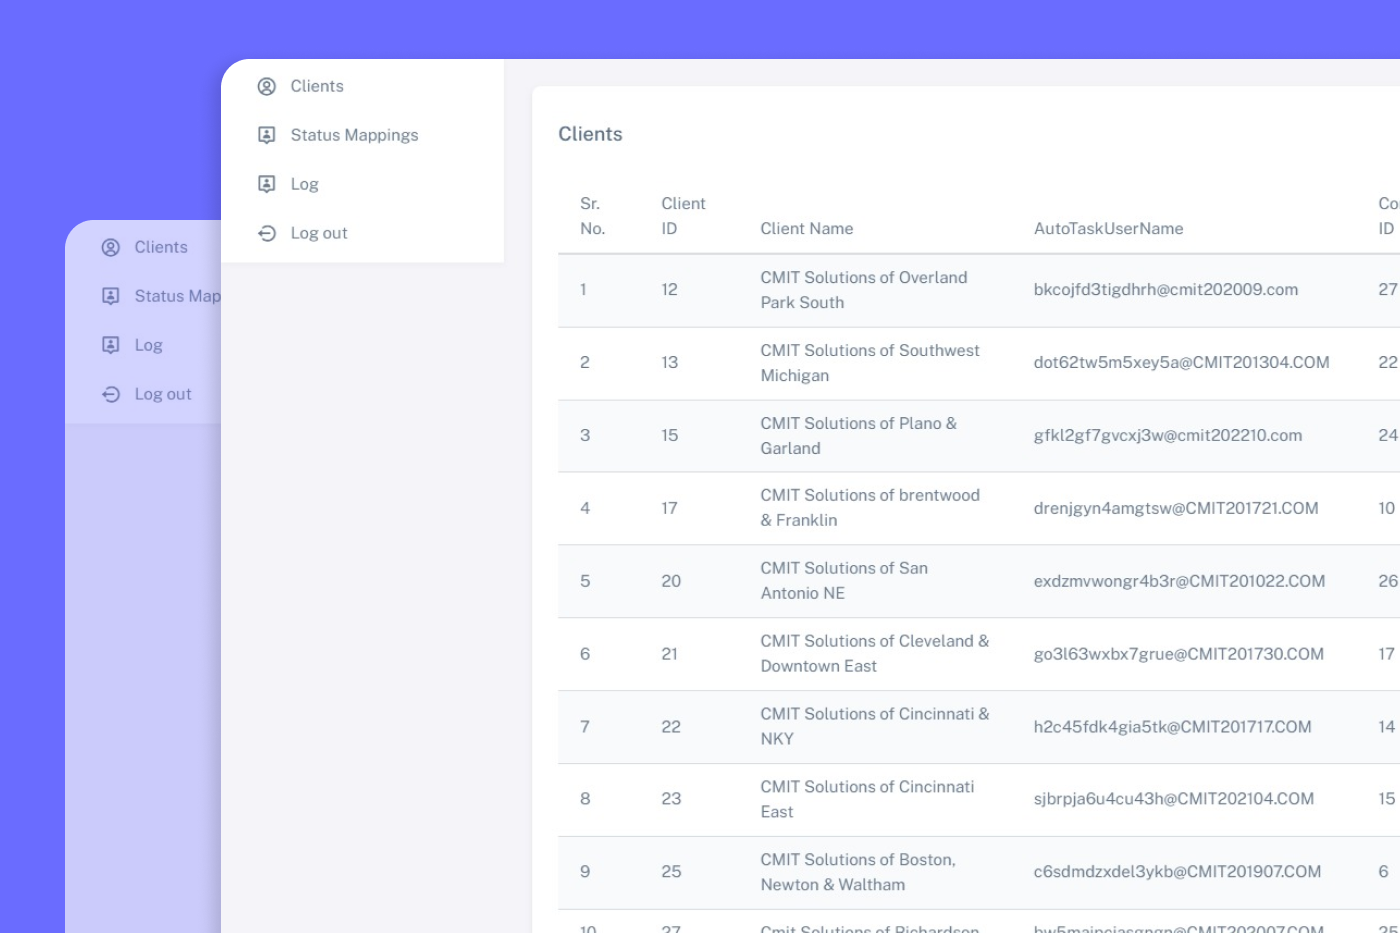 Clients
Status Mappings
Log
Log out
Clients
Status Map
Log
Log out
Clients
Sr. No. Client ID Client Name AutoTaskUserName ID
1 12 CMIT Solutions of Overland Park South bkcojfd3tigdhrh@cmit202009.com 27
2 13 CMIT Solutions of Southwest Michigan dot62tw5m5xey5a@CMIT201304.COM 22
3 15 CMIT Solutions of Plano & Garland gfkl2gf7gvcxj3w@cmit202210.com 24
4 17 CMIT Solutions of brentwood & Franklin drenjgyn4amgtsw@CMIT201721.COM 10
5 20 CMIT Solutions of San Antonio NE exdzmvwongr4b3r@CMIT201022.COM 26
6 21 CMIT Solutions of Cleveland & Downtown East go3l63wxbx7grue@CMIT201730.COM 17
7 22 CMIT Solutions of Cincinnati & NKY h2c45fdk4gia5tk@CMIT201717.COM 14
8 23 CMIT Solutions of Cincinnati East sjbrpja6u4cu43h@CMIT202104.COM 15
9 25 CMIT Solutions of Boston, Newton & Waltham c6sdmdzxdel3ykb@CMIT201907.COM 6
10 27 Cmit Solutions of Richardson